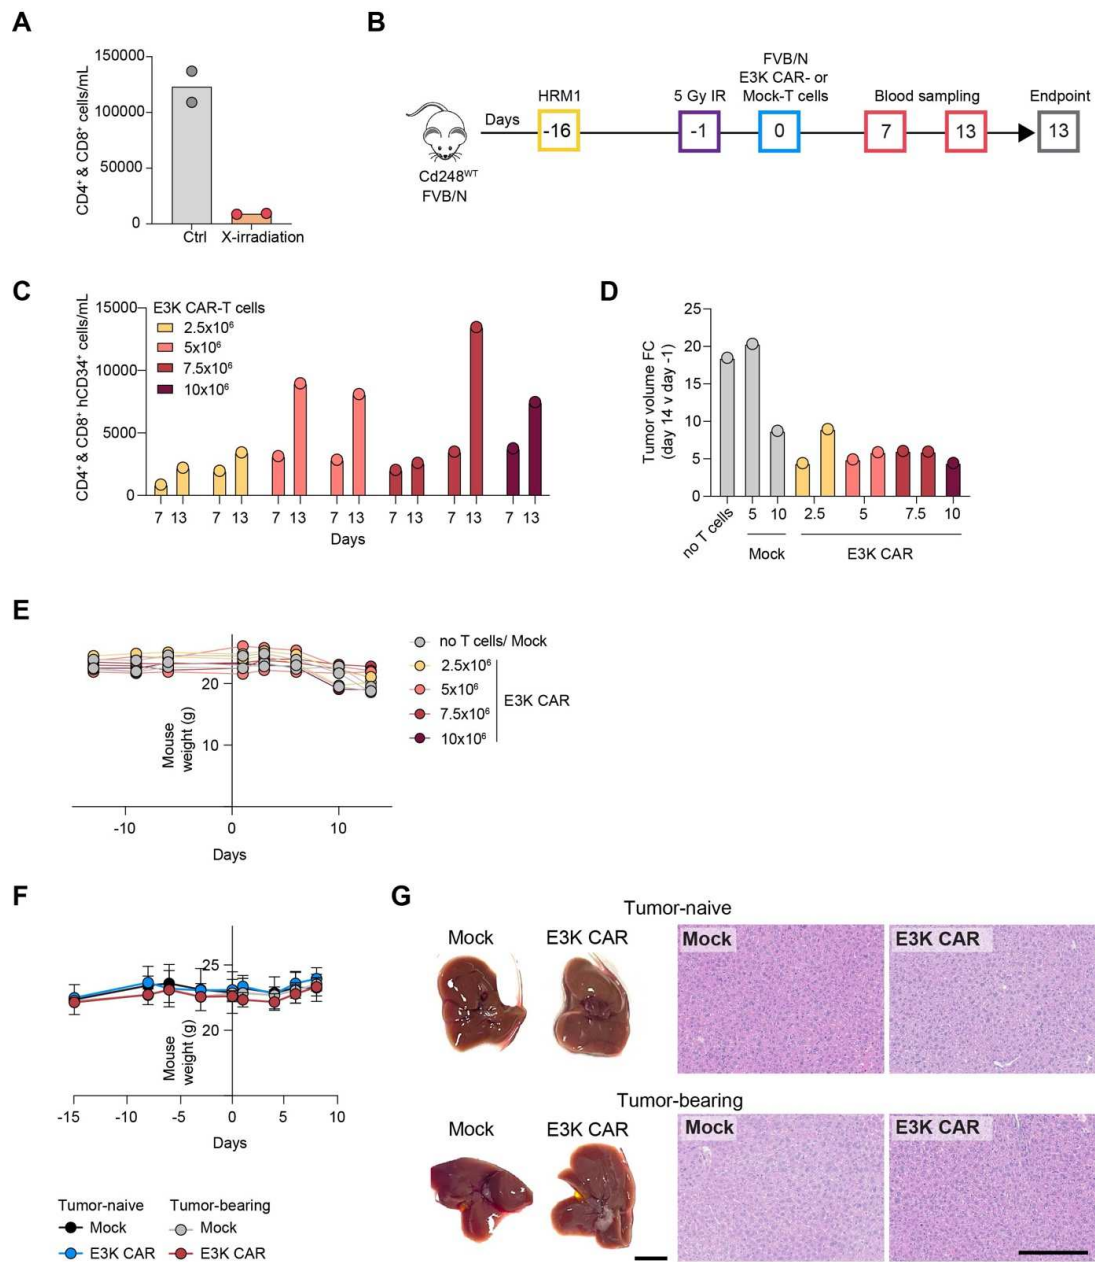 A
CD4⁺ & CD8⁺ cells/mL
150000
100000
50000
0
Ctrl X-irradiation
B
Cd248ᵂᵀ
FVB/N
Days
HRM1
-16
5 Gy IR
-1
FVB/N
E3K CAR- or
Mock-T cells
0
Blood sampling
7 13
Endpoint
13
C
CD4⁺ & CD8⁺ hCD34⁺ cells/mL
15000
10000
5000
0
E3K CAR-T cells
2.5x10⁶
5x10⁶
7.5x10⁶
10x10⁶
7 13 7 13 7 13 7 13 7 13 7 13 7 13
Days
D
Tumor volume FC
(day 14 v day -1)
25
20
15
10
5
0
no T cells
5 10 2.5 5 7.5 10
Mock E3K CAR
E
Mouse
weight (g)
20
10
-10 0 10
Days
no T cells/ Mock
2.5x10⁶
5x10⁶
7.5x10⁶
10x10⁶
E3K CAR
F
Mouse
weight (g)
25
20
-15 -10 -5 0 5 10
Days
Tumor-naive Tumor-bearing
Mock Mock
E3K CAR E3K CAR
G
Tumor-naive
Mock E3K CAR Mock E3K CAR
Tumor-bearing
Mock E3K CAR Mock E3K CAR